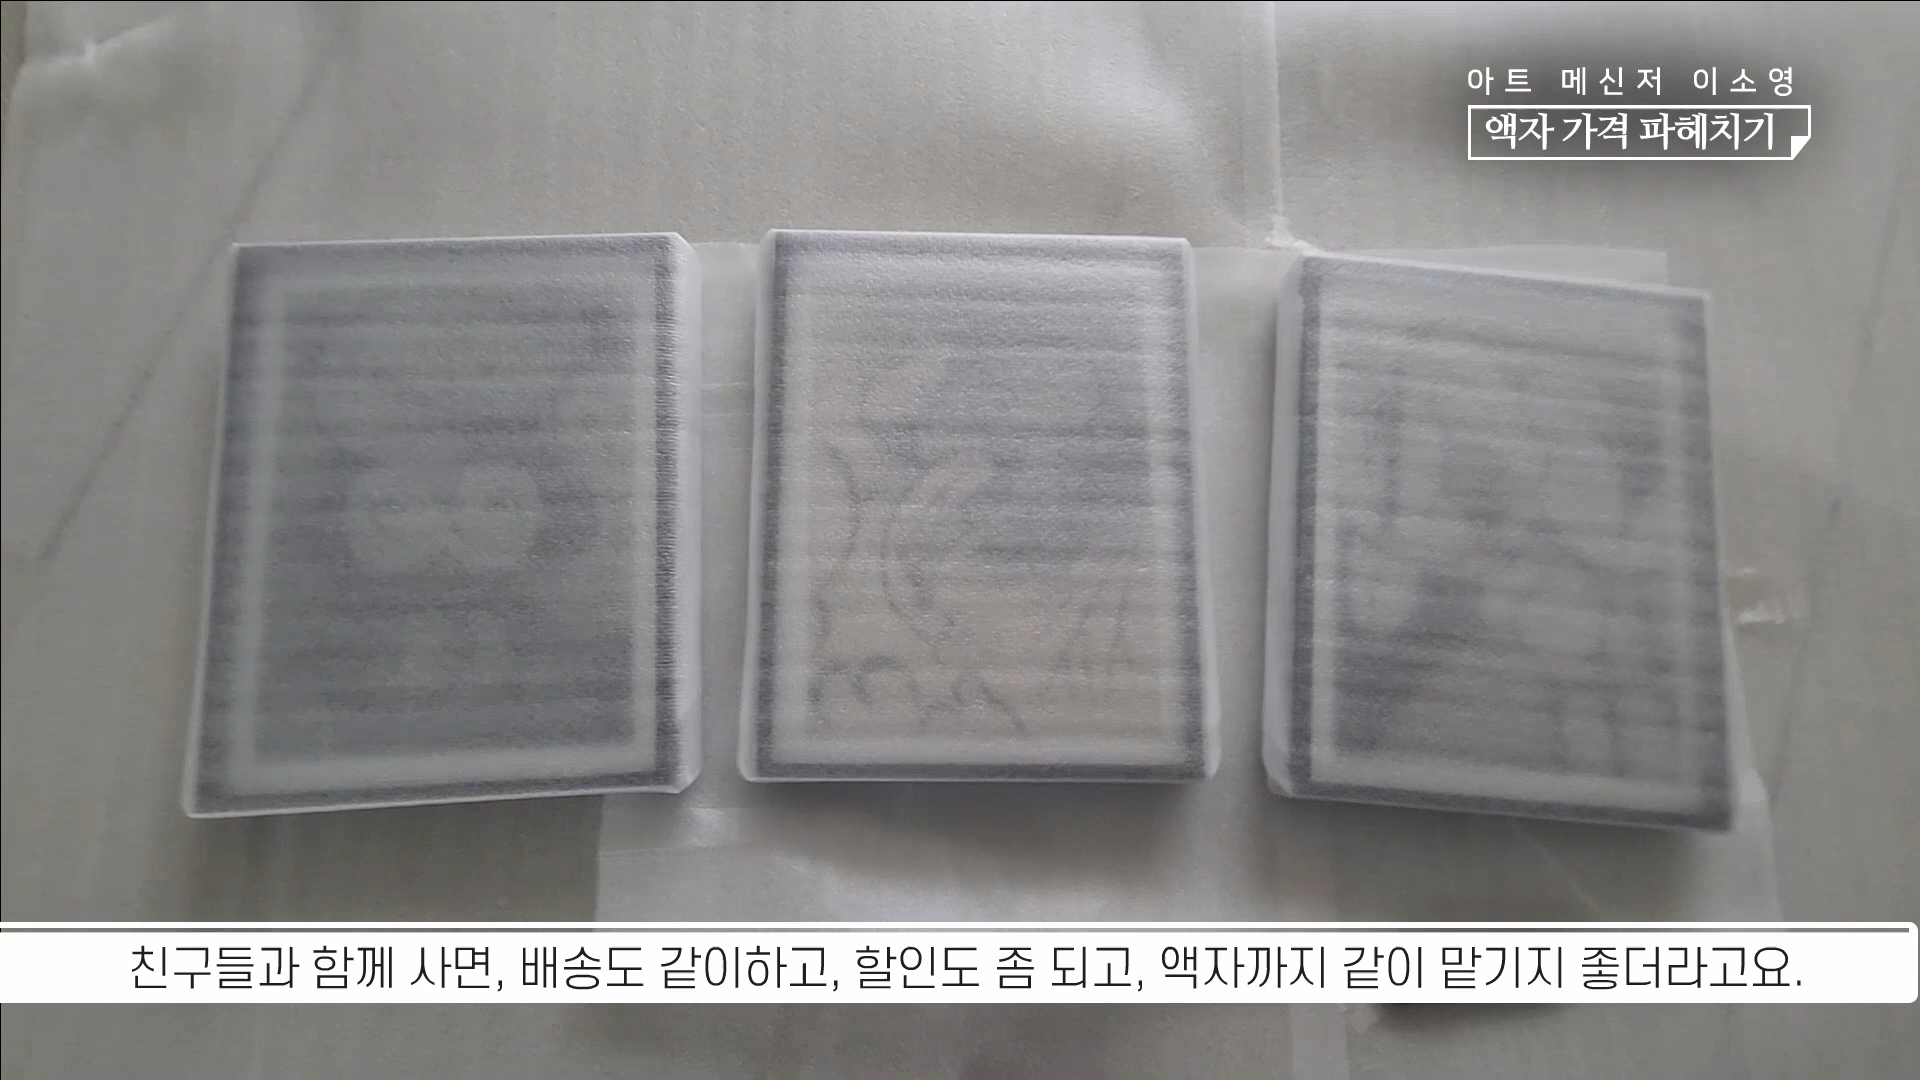 아트 메신저 이소영
액자 가격 파헤치기
친구들과 함께 사면, 배송도 같이하고, 할인도 좀 되고, 액자까지 같이 맡기지 좋더라고요.